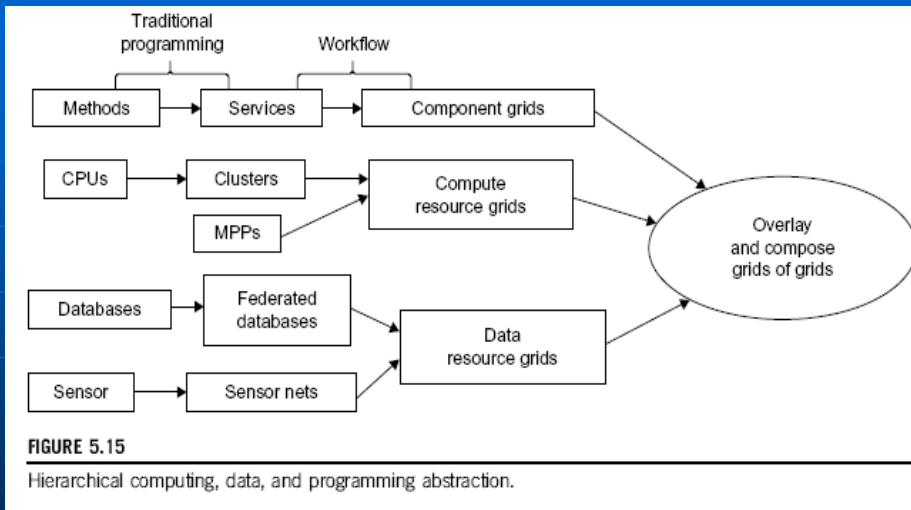 Traditional
programming
Workflow
Methods
Services
Component grids
CPUs
Clusters
Compute
resource grids
MPPs
Overlay
and compose
grids of grids
Databases
Federated
databases
Data
resource grids
Sensor
Sensor nets
FIGURE 5.15
Hierarchical computing, data, and programming abstraction.